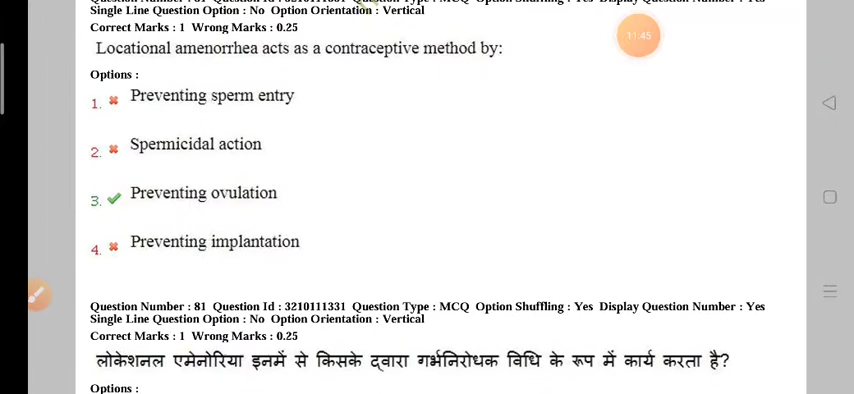 Single Line Question Option : No Option Orientation : Vertical
Correct Marks : 1 Wrong Marks : 0.25
11:45
Locational amenorrhea acts as a contraceptive method by:
Options :
1. Preventing sperm entry
2. Spermicidal action
3. Preventing ovulation
4. Preventing implantation
Question Number : 81 Question Id : 3210111331 Question Type : MCQ Option Shuffling : Yes Display Question Number : Yes
Single Line Question Option : No Option Orientation : Vertical
Correct Marks : 1 Wrong Marks : 0.25
लोकेशनल एमेनोरिया इनमें से किसके द्वारा गर्भनिरोधक विधि के रूप में कार्य करता है?
Options :